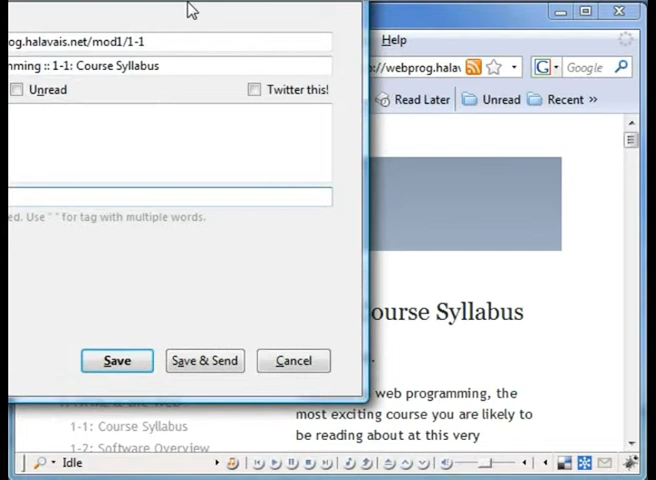 og.halavais.net/mod1/1-1
mming :: 1-1: Course Syllabus
Unread
Twitter this!
ed. Use " " for tag with multiple words.
Save
Save & Send
Cancel
Help
://webprog.halav
G
Google
Read Later
Unread
Recent »
ourse Syllabus
web programming, the
most exciting course you are likely to
be reading about at this very
1-1: Course Syllabus
1-2: Software Overview
Idle